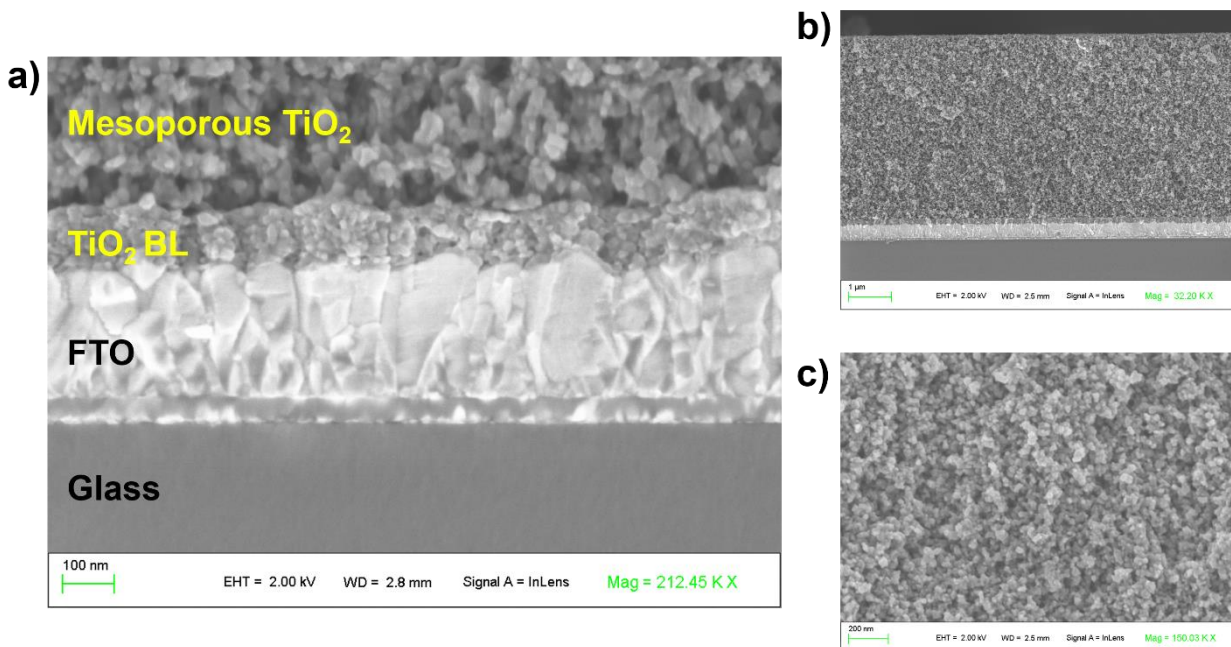 a)
Mesoporous TiO₂
TiO₂ BL
FTO
Glass
100 nm
EHT = 2.00 kV WD = 2.8 mm Signal A = InLens Mag = 212.45 K X
b)
1 µm
EHT = 2.00 kV WD = 2.5 mm Signal A = InLens Mag = 32.20 K X
c)
200 nm
EHT = 2.00 kV WD = 2.5 mm Signal A = InLens Mag = 160.03 K X